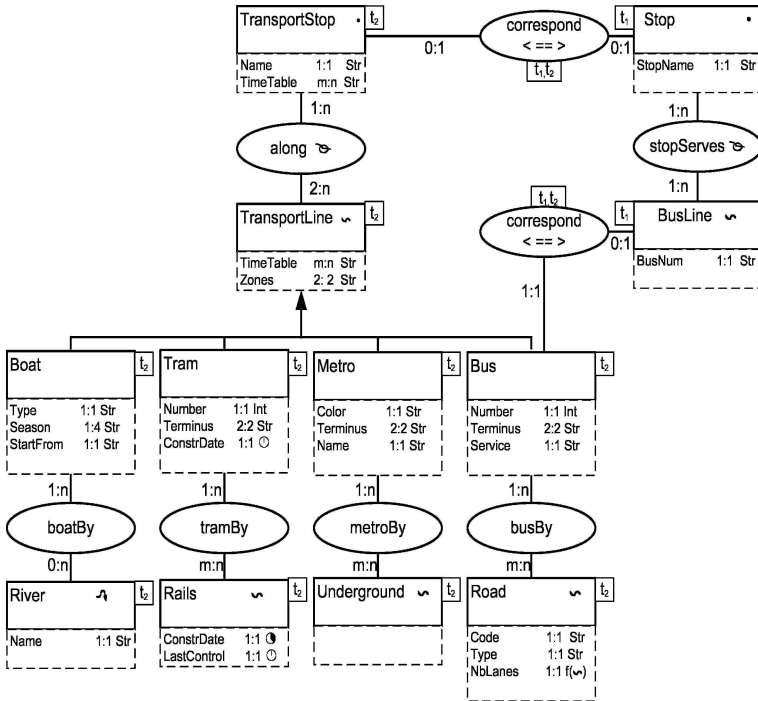 TransportStop t₂
Name 1:1 Str
TimeTable m:n Str
0:1
correspond
< == >
t₁,t₂
0:1
t₁ Stop
StopName 1:1 Str
1:n
along
2:n
1:n
stopServes
1:n
TransportLine t₂
TimeTable m:n Str
Zones 2: 2 Str
t₁,t₂
correspond
< == >
0:1
1:1
t₁ BusLine
BusNum 1:1 Str
Boat t₂
Type 1:1 Str
Season 1:4 Str
StartFrom 1:1 Str
Tram t₂
Number 1:1 Int
Terminus 2:2 Str
ConstrDate 1:1
Metro t₂
Color 1:1 Str
Terminus 2:2 Str
Name 1:1 Str
Bus t₂
Number 1:1 Int
Terminus 2:2 Str
Service 1:1 Str
1:n 1:n 1:n 1:n
boatBy tramBy metroBy busBy
0:n m:n m:n m:n
River t₂
Name 1:1 Str
Rails t₂
ConstrDate 1:1
LastControl 1:1
Underground t₂
Road t₂
Code 1:1 Str
Type 1:1 Str
NbLanes 1:1 f(~)